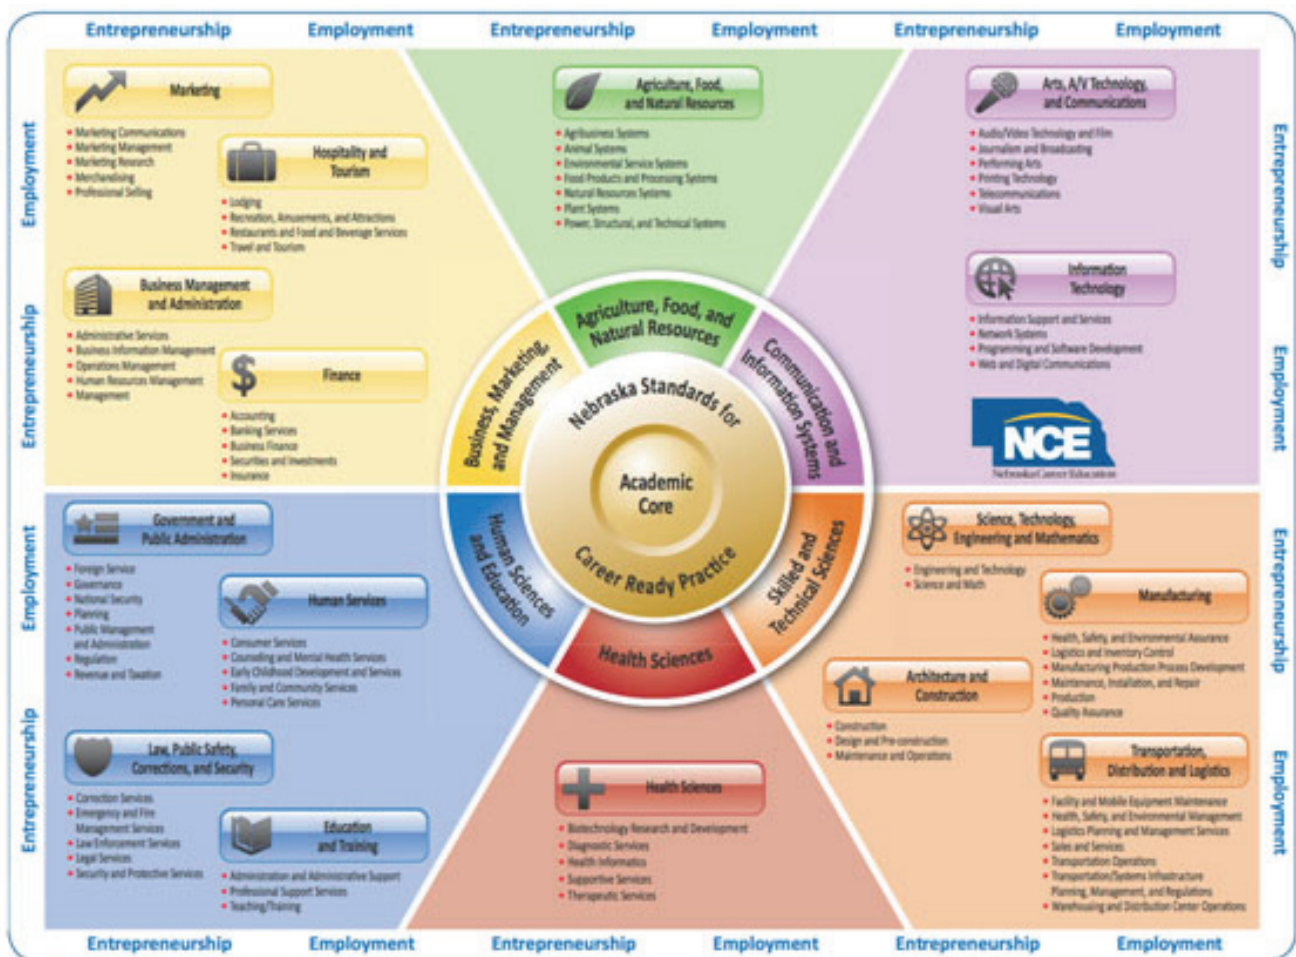 Entrepreneurship Employment Entrepreneurship Employment Entrepreneurship Employment
Employment
Entrepreneurship
Employment
Entrepreneurship
Marketing
• Marketing Communications
• Marketing Management
• Marketing Research
• Merchandising
• Professional Selling
Hospitality and
Tourism
• Lodging
• Recreation, Amusements, and Attractions
• Restaurants and Food and Beverage Services
• Travel and Tourism
Business Management
and Administration
• Administrative Services
• Business Information Management
• Operations Management
• Human Resources Management
• Management
Finance
• Accounting
• Banking Services
• Business Finance
• Securities and Investments
• Insurance
Agriculture, Food,
and Natural Resources
• Agribusiness Systems
• Animal Systems
• Environmental Service Systems
• Food Products and Processing Systems
• Natural Resources Systems
• Plant Systems
• Power, Structural, and Technical Systems
Arts, A/V Technology,
and Communications
• Audio/Video Technology and Film
• Journalism and Broadcasting
• Performing Arts
• Printing Technology
• Telecommunications
• Visual Arts
Information
Technology
• Information Support and Services
• Network Systems
• Programming and Software Development
• Web and Digital Communications
NCE
Nebraska Career Education
Agriculture, Food, and
Natural Resources
Communication and
Information Systems
Skilled and
Technical Sciences
Health Sciences
Human Sciences
and Education
Business, Marketing,
and Management
Nebraska Standards for
Academic
Core
Career Ready Practice
Government and
Public Administration
• Foreign Service
• Governance
• National Security
• Planning
• Public Management
and Administration
• Regulation
• Revenue and Taxation
Human Services
• Consumer Services
• Counseling and Mental Health Services
• Early Childhood Development and Services
• Family and Community Services
• Personal Care Services
Law, Public Safety,
Corrections, and Security
• Correction Services
• Emergency and Fire
Management Services
• Law Enforcement Services
• Legal Services
• Security and Protective Services
Education
and Training
• Administration and Administrative Support
• Professional Support Services
• Teaching/Training
Health Sciences
• Biotechnology Research and Development
• Diagnostic Services
• Health Informatics
• Supportive Services
• Therapeutic Services
Science, Technology,
Engineering and Mathematics
• Engineering and Technology
• Science and Math
Manufacturing
• Health, Safety, and Environmental Assurance
• Logistics and Inventory Control
• Manufacturing Production Process Development
• Maintenance, Installation, and Repair
• Production
• Quality Assurance
Architecture and
Construction
• Construction
• Design and Pre-construction
• Maintenance and Operations
Transportation,
Distribution and Logistics
• Facility and Mobile Equipment Maintenance
• Health, Safety, and Environmental Management
• Logistics Planning and Management Services
• Sales and Services
• Transportation Operations
• Transportation/Systems Infrastructure
Planning, Management, and Regulations
• Warehousing and Distribution Center Operations
Entrepreneurship
Employment
Entrepreneurship
Employment
Entrepreneurship Employment Entrepreneurship Employment Entrepreneurship Employment